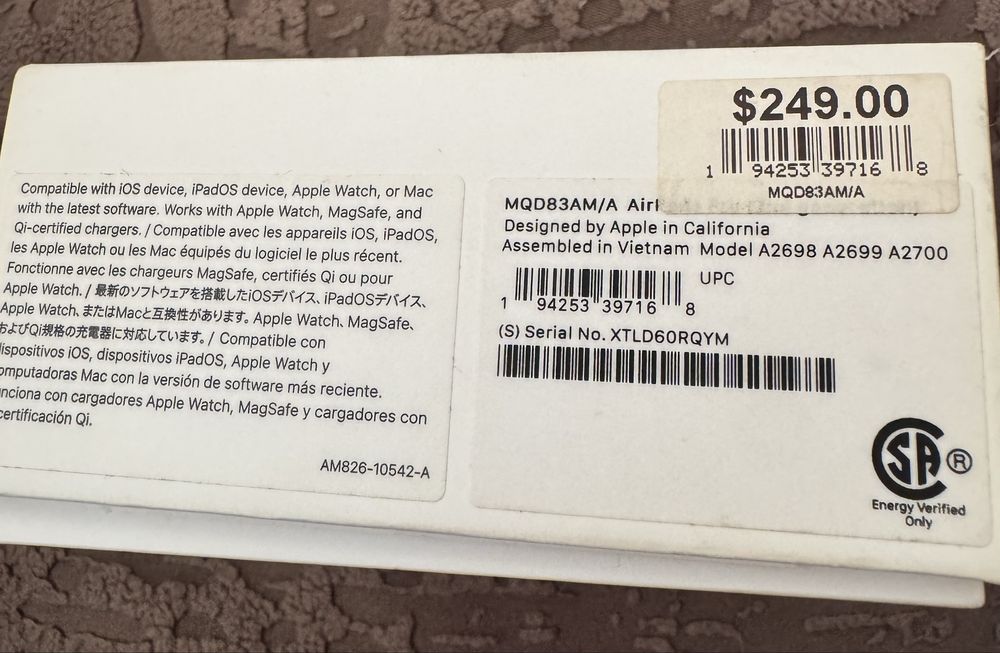 $249.00
1 94253 39716 8
MQD83AM/A
Compatible with iOS device, iPadOS device, Apple Watch, or Mac
with the latest software. Works with Apple Watch, MagSafe, and
Qi-certified chargers. / Compatible avec les appareils iOS, iPadOS,
les Apple Watch ou les Mac équipés du logiciel le plus récent.
Fonctionne avec les chargeurs MagSafe, certifiés Qi ou pour
Apple Watch. / 最新のソフトウェアを搭載したiOSデバイス、iPadOSデバイス、
Apple Watch、またはMacと互換性があります。Apple Watch、MagSafe、
およびQi規格の充電器に対応しています。/ Compatible con
ispositivos iOS, dispositivos iPadOS, Apple Watch y
omputadoras Mac con la versión de software más reciente.
nciona con cargadores Apple Watch, MagSafe y cargadores con
certificación Qi.
AM826-10542-A
MQD83AM/A Air
Designed by Apple in California
Assembled in Vietnam Model A2698 A2699 A2700
UPC
1 94253 39716 8
(S) Serial No. XTLD60RQYM
SA ®
Energy Verified
Only